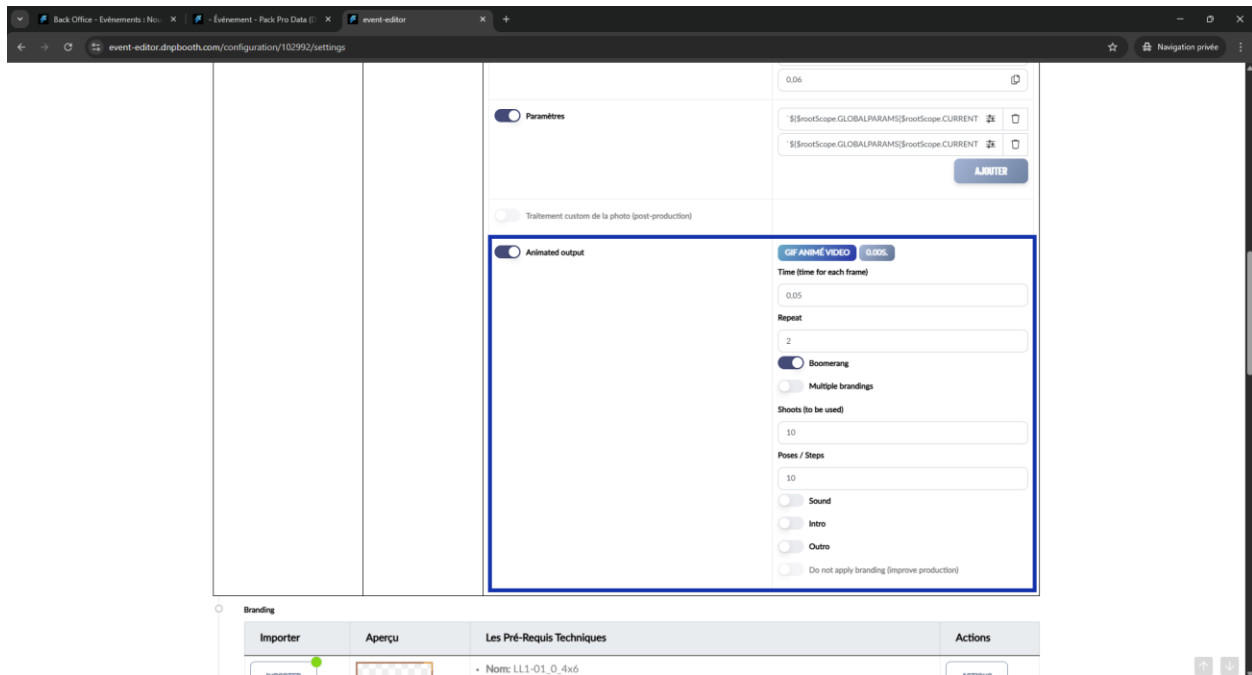 Back Office - Evènements : Nou
- Événement - Pack Pro Data (D
event-editor
event-editor.dnpbooth.com/configuration/102992/settings
Navigation privée
0,06
Paramètres
`${$rootScope.GLOBALPARAMS[$rootScope.CURRENT
`${$rootScope.GLOBALPARAMS[$rootScope.CURRENT
AJOUTER
Traitement custom de la photo (post-production)
Animated output
GIF ANIMÉ VIDEO
0.00S.
Time (time for each frame)
0,05
Repeat
2
Boomerang
Multiple brandings
Shoots (to be used)
10
Poses / Steps
10
Sound
Intro
Outro
Do not apply branding (improve production)
Branding
Importer
Aperçu
Les Pré-Requis Techniques
Actions
• Nom: LL1-01_0_4x6